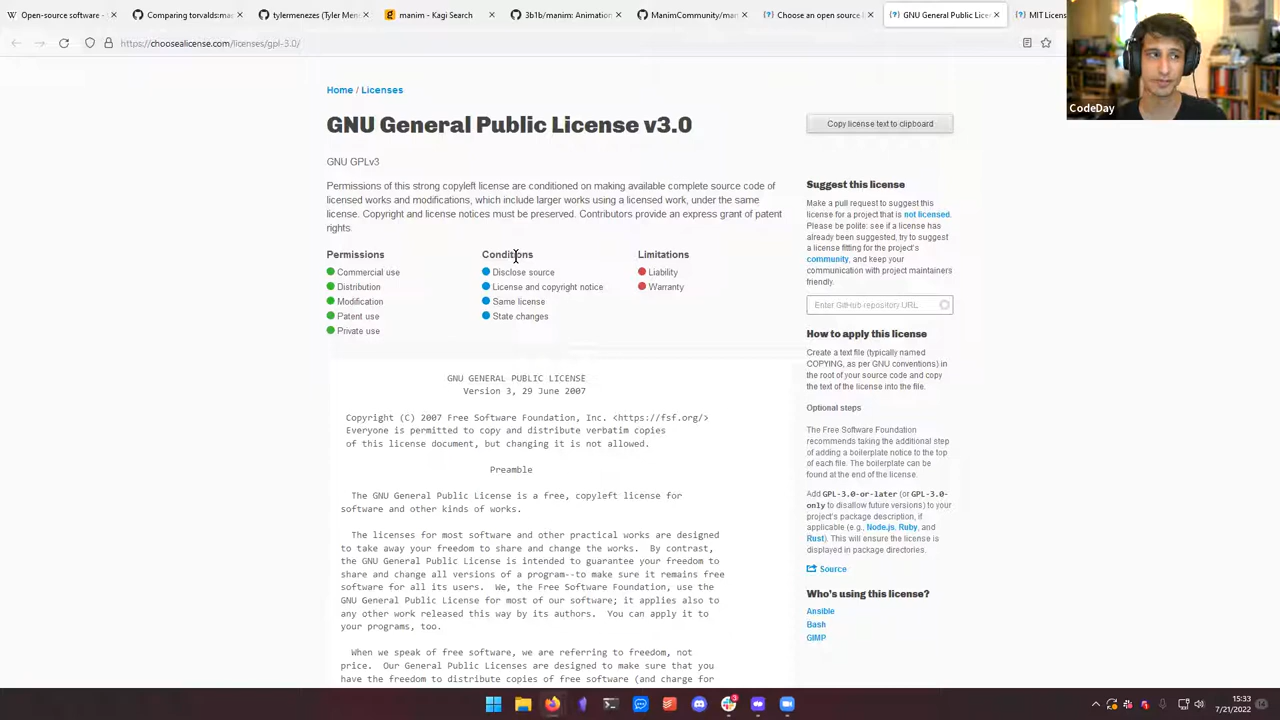 Open-source software -
Comparing torvalds:mas
tylermenezes (Tyler Men
manim - Kagi Search
3b1b/manim: Animation
ManimCommunity/man
Choose an open source l
GNU General Public Licen
MIT Licens
https://choosealicense.com/licenses/gpl-3.0/
CodeDay
Home / Licenses
GNU General Public License v3.0
GNU GPLv3
Permissions of this strong copyleft license are conditioned on making available complete source code of
licensed works and modifications, which include larger works using a licensed work, under the same
license. Copyright and license notices must be preserved. Contributors provide an express grant of patent
rights.
Permissions
Commercial use
Distribution
Modification
Patent use
Private use
Conditions
Disclose source
License and copyright notice
Same license
State changes
Limitations
Liability
Warranty
GNU GENERAL PUBLIC LICENSE
Version 3, 29 June 2007
Copyright (C) 2007 Free Software Foundation, Inc. <https://fsf.org/>
Everyone is permitted to copy and distribute verbatim copies
of this license document, but changing it is not allowed.
Preamble
The GNU General Public License is a free, copyleft license for
software and other kinds of works.
The licenses for most software and other practical works are designed
to take away your freedom to share and change the works. By contrast,
the GNU General Public License is intended to guarantee your freedom to
share and change all versions of a program--to make sure it remains free
software for all its users. We, the Free Software Foundation, use the
GNU General Public License for most of our software; it applies also to
any other work released this way by its authors. You can apply it to
your programs, too.
When we speak of free software, we are referring to freedom, not
price. Our General Public Licenses are designed to make sure that you
have the freedom to distribute copies of free software (and charge for
Copy license text to clipboard
Suggest this license
Make a pull request to suggest this
license for a project that is not licensed.
Please be polite: see if a license has
already been suggested, try to suggest
a license fitting for the project's
community, and keep your
communication with project maintainers
friendly.
Enter GitHub repository URL
How to apply this license
Create a text file (typically named
COPYING, as per GNU conventions) in
the root of your source code and copy
the text of the license into the file.
Optional steps
The Free Software Foundation
recommends taking the additional step
of adding a boilerplate notice to the top
of each file. The boilerplate can be
found at the end of the license.
Add GPL-3.0-or-later (or GPL-3.0-
only to disallow future versions) to your
project's package description, if
applicable (e.g., Node.js, Ruby, and
Rust). This will ensure the license is
displayed in package directories.
Source
Who's using this license?
Ansible
Bash
GIMP
15:33
7/21/2022